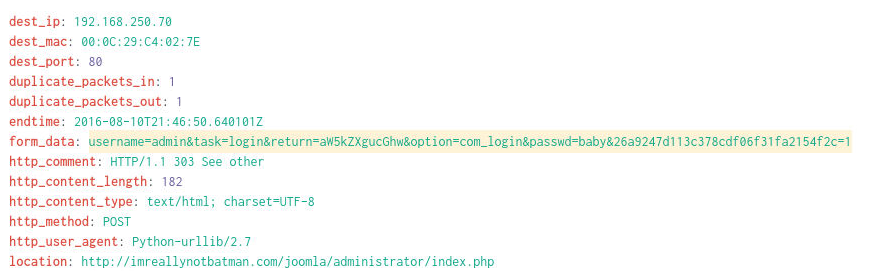 dest_ip: 192.168.250.70
dest_mac: 00:0C:29:C4:02:7E
dest_port: 80
duplicate_packets_in: 1
duplicate_packets_out: 1
endtime: 2016-08-10T21:46:50.640101Z
form_data: username=admin&task=login&return=aW5kZXgucGhw&option=com_login&passwd=baby&26a9247d113c378cdf06f31fa2154f2c=1
http_comment: HTTP/1.1 303 See other
http_content_length: 182
http_content_type: text/html; charset=UTF-8
http_method: POST
http_user_agent: Python-urllib/2.7
location: http://imreallynotbatman.com/joomla/administrator/index.php